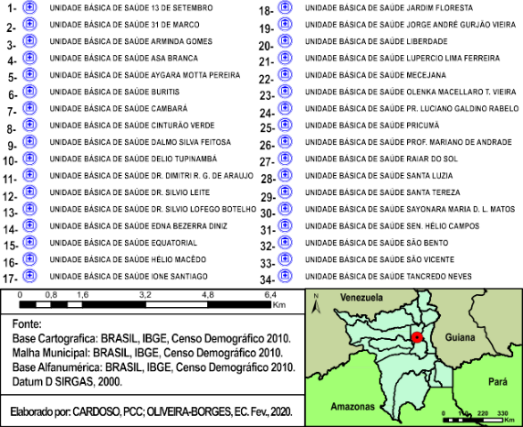 1- UNIDADE BÁSICA DE SAÚDE 13 DE SETEMBRO
2- UNIDADE BÁSICA DE SAÚDE 31 DE MARCO
3- UNIDADE BÁSICA DE SAÚDE ARMINDA GOMES
4- UNIDADE BÁSICA DE SAÚDE ASA BRANCA
5- UNIDADE BÁSICA DE SAÚDE AYGARA MOTTA PEREIRA
6- UNIDADE BÁSICA DE SAÚDE BURITIS
7- UNIDADE BÁSICA DE SAÚDE CAMBARÁ
8- UNIDADE BÁSICA DE SAÚDE CINTURÃO VERDE
9- UNIDADE BÁSICA DE SAÚDE DALMO SILVA FEITOSA
10- UNIDADE BÁSICA DE SAÚDE DELIO TUPINAMBÁ
11- UNIDADE BÁSICA DE SAÚDE DR. DIMITRI R. G. DE ARAUJO
12- UNIDADE BÁSICA DE SAÚDE DR. SILVIO LEITE
13- UNIDADE BÁSICA DE SAÚDE DR. SILVIO LOFEGO BOTELHO
14- UNIDADE BÁSICA DE SAÚDE EDNA BEZERRA DINIZ
15- UNIDADE BÁSICA DE SAÚDE EQUATORIAL
16- UNIDADE BÁSICA DE SAÚDE HÉLIO MACÊDO
17- UNIDADE BÁSICA DE SAÚDE IONE SANTIAGO
18- UNIDADE BÁSICA DE SAÚDE JARDIM FLORESTA
19- UNIDADE BÁSICA DE SAÚDE JORGE ANDRÉ GURJÃO VIEIRA
20- UNIDADE BÁSICA DE SAÚDE LIBERDADE
21- UNIDADE BÁSICA DE SAÚDE LUPERCIO LIMA FERREIRA
22- UNIDADE BÁSICA DE SAÚDE MECEJANA
23- UNIDADE BÁSICA DE SAÚDE OLENKA MACELLARO T. VIEIRA
24- UNIDADE BÁSICA DE SAÚDE PR. LUCIANO GALDINO RABELO
25- UNIDADE BÁSICA DE SAÚDE PRICUMÃ
26- UNIDADE BÁSICA DE SAÚDE PROF. MARIANO DE ANDRADE
27- UNIDADE BÁSICA DE SAÚDE RAIAR DO SOL
28- UNIDADE BÁSICA DE SAÚDE SANTA LUZIA
29- UNIDADE BÁSICA DE SAÚDE SANTA TEREZA
30- UNIDADE BÁSICA DE SAÚDE SAYONARA MARIA D. L. MATOS
31- UNIDADE BÁSICA DE SAÚDE SEN. HÉLIO CAMPOS
32- UNIDADE BÁSICA DE SAÚDE SÃO BENTO
33- UNIDADE BÁSICA DE SAÚDE SÃO VICENTE
34- UNIDADE BÁSICA DE SAÚDE TANCREDO NEVES
0 0,8 1,6 3,2 4,8 6,4
Km
Fonte:
Base Cartografica: BRASIL, IBGE, Censo Demográfico 2010.
Malha Municipal: BRASIL, IBGE, Censo Demográfico 2010.
Base Alfanumérica: BRASIL, IBGE, Censo Demográfico 2010.
Datum D SIRGAS, 2000.
Elaborado por: CARDOSO, PCC; OLIVEIRA-BORGES, EC. Fev., 2020.
N
Venezuela
Guiana
Pará
Amazonas
0 110 220 330
Km